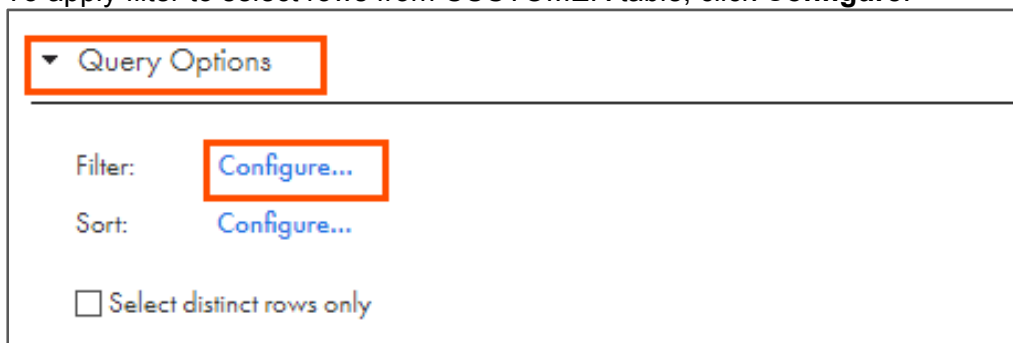 To apply filter to select rows from CUSTOMER table, click Configure.
Query Options
Filter: Configure...
Sort: Configure...
Select distinct rows only